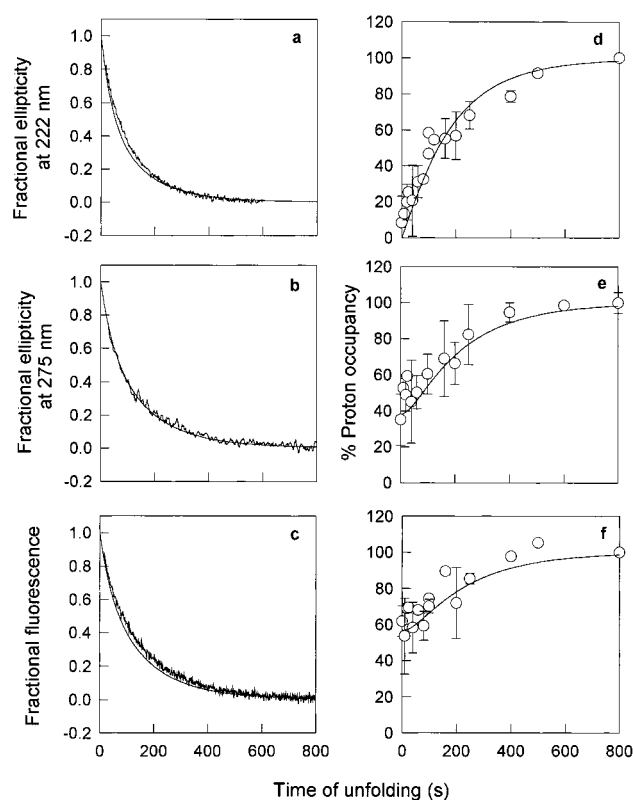 a
1.0
0.8
0.6
0.4
0.2
0.0
-0.2
Fractional ellipticity
at 222 nm
d
120
100
80
60
40
20
0
b
1.0
0.8
0.6
0.4
0.2
0.0
-0.2
Fractional ellipticity
at 275 nm
e
120
100
80
60
40
20
0
% Proton occupancy
c
1.0
0.8
0.6
0.4
0.2
0.0
-0.2
Fractional fluorescence
0 200 400 600 800
f
120
100
80
60
40
20
0
0 200 400 600 800
Time of unfolding (s)